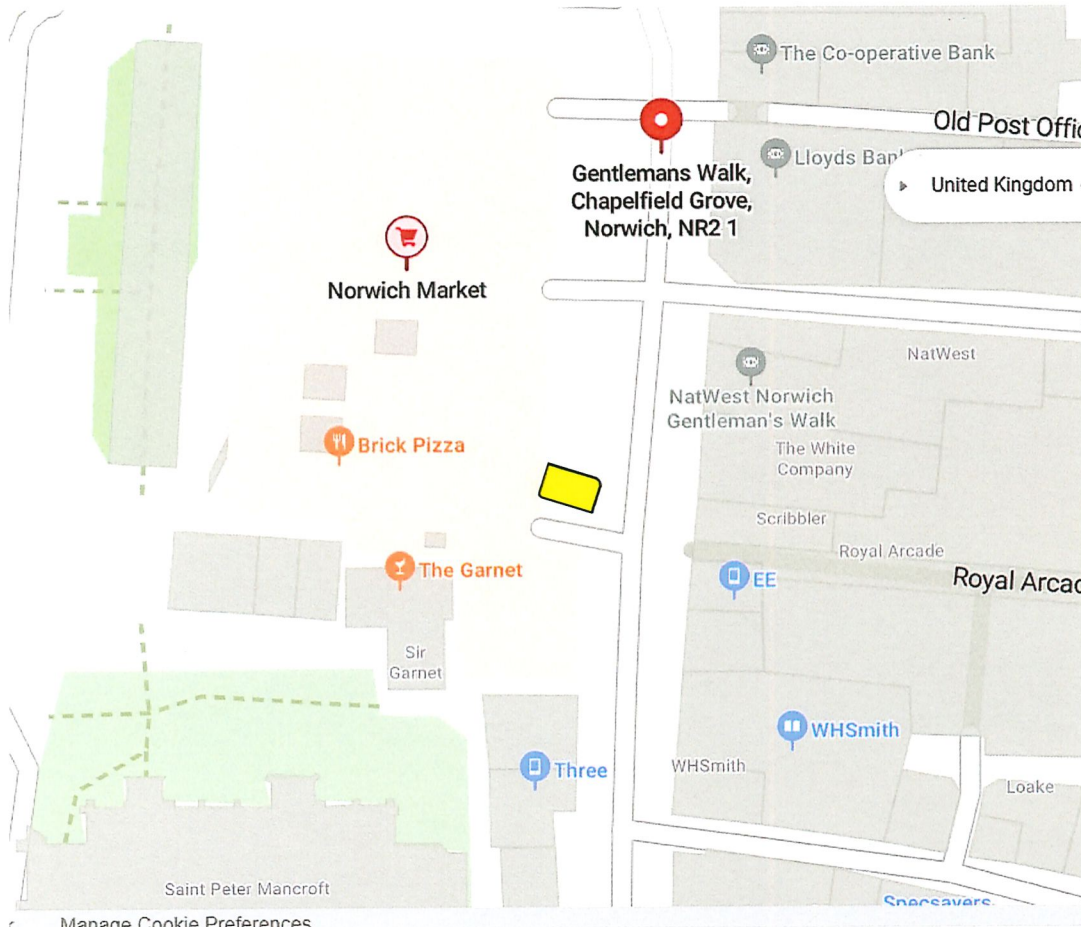 The Co-operative Bank
Old Post Offic
Lloyds Bank
Gentlemans Walk,
Chapelfield Grove,
Norwich, NR2 1
United Kingdom
Norwich Market
NatWest
NatWest Norwich
Gentleman's Walk
The White
Company
Brick Pizza
Scribbler
Royal Arcade
The Garnet
EE
Royal Arcad
Sir
Garnet
WHSmith
Three
WHSmith
Loake
Saint Peter Mancroft
Specsavers
Manage Cookie Preferences